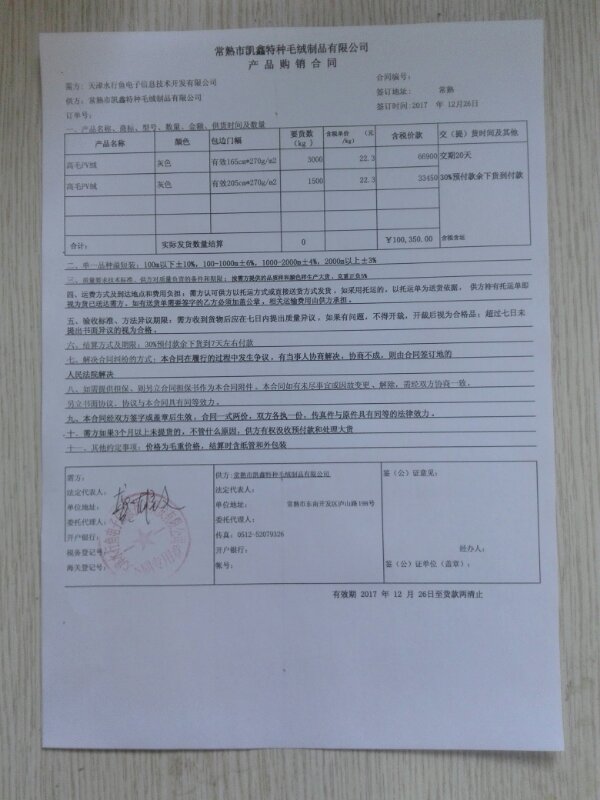 常熟市凯鑫特种毛绒制品有限公司
产品购销合同
需方：天津水行鱼电子信息技术开发有限公司
合同编号：
供方：常熟市凯鑫特种毛绒制品有限公司
签订地址： 常熟
订单号：
签订时间：2017 年 12月26日
一、产品名称、商标、型号、数量、金额、供货时间及数量
产品名称 颜色 包边门幅 要货数（kg ） 含税单价 （元/kg） 含税价款 交（提）货时间及其他
高毛PV绒 灰色 有效165cm*270g/m2 3000 22.3 66900 交期20天
高毛PV绒 灰色 有效205cm*270g/m2 1500 22.3 33450 30%预付款余下货到付款
合计： 实际发货数量结算 0 ￥100,350.00 含税含运
二、单一品种最短装：100m以下±10%，100-1000m±6%，1000-2000m±4%，2000m以上±3%
三、质量要求技术标准、供方对质量负责的条件和期限：按需方提供的品质样和颜色样生产大货，克重正负5%
四、运费方式及到达地点和费用负担：需方认可供方以托运方式或直接送货方式发货，如采用托运的，以托运单为送货依据， 供方将有托运单即
视为货已送达需方，如有送货单需要签字的乙方必须加盖公章，相关运输费用由供方承担。
五、验收标准、方法异议期限：需方收到货物后应在七日内提出质量异议，如果有问题，不得开裁，开裁后视为合格品；超过七日未
提出书面异议的视为合格。
六、结算方式及期限：30%预付款余下货到7天左右付款
七、解决合同纠纷的方式：本合同在履行的过程中发生争议，有当事人协商解决，协商不成，则由合同签订地的
人民法院解决
八、如需提供担保、则另立合同担保书作为本合同附件。本合同如有未尽事宜或因故变更、解除，需经双方协商一致，
另立书面协议，协议与本合同具有同等效力。
九、本合同经双方签字或盖章后生效，合同一式两份，双方各执一份，传真件与原件具有同等的法律效力。
十、需方如果3个月以上未提货的，不管什么原因，供方有权没收预付款和处理大货
十一、其他约定事项：价格为毛重价格，结算时含纸管和外包装
需方：
法定代表人：
单位地址：
委托代理人：
开户银行：
税务登记号：
海关登记号：
供方：常熟市凯鑫特种毛绒制品有限公司
法定代表人：
单位地址： 常熟市东南开发区庐山路198号
委托代理人：
传真：0512-52079326
开户银行：
帐号：
签（公）证意见：
经办人：
签（公）证单位（盖章）：
有效期 2017 年 12 月 26日至货款两清止